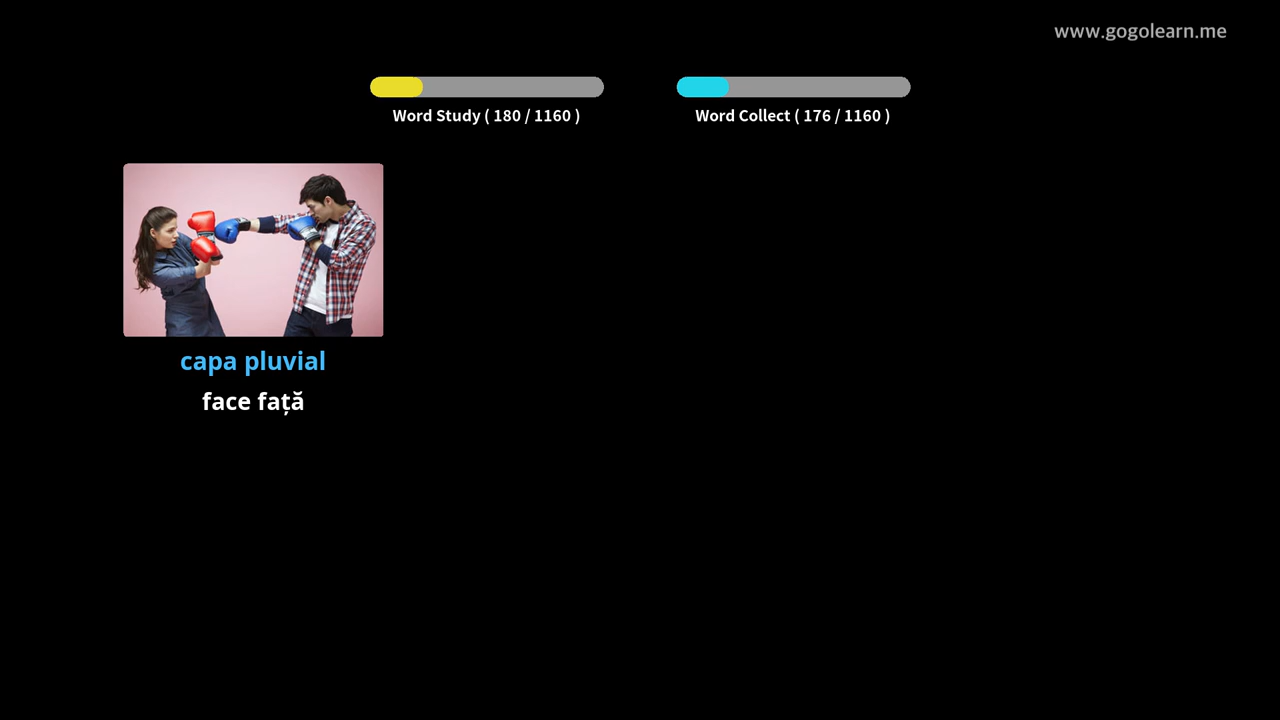 www.gogolearn.me
Word Study ( 180 / 1160 )
Word Collect ( 176 / 1160 )
capa pluvial
face față